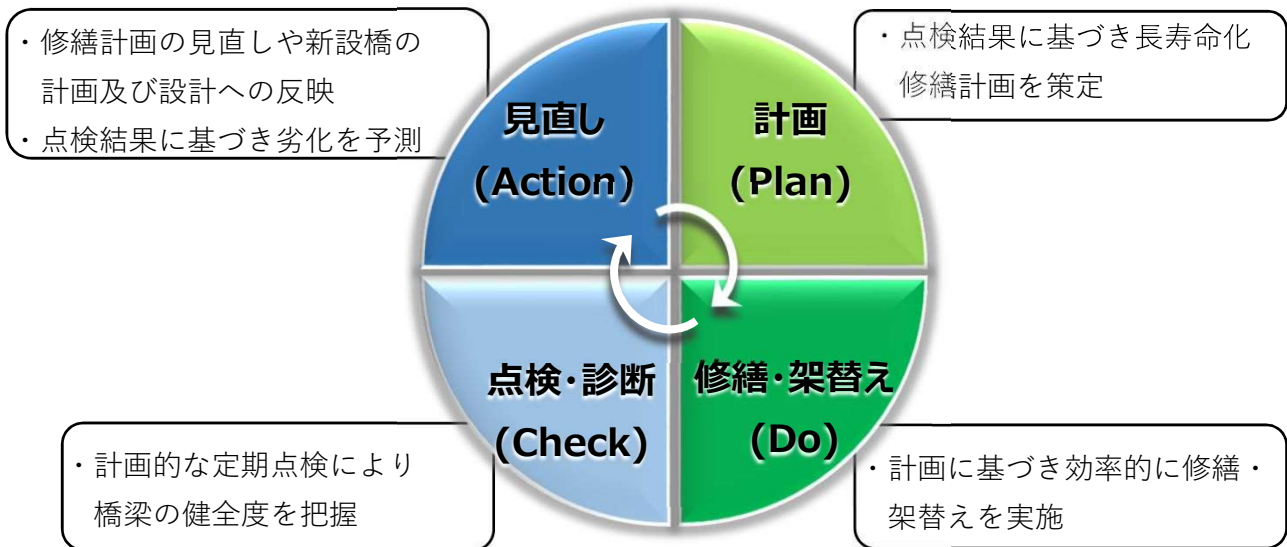 ・修繕計画の見直しや新設橋の
計画及び設計への反映
・点検結果に基づき劣化を予測
・点検結果に基づき長寿命化
修繕計画を策定
見直し
(Action)
計画
(Plan)
点検・診断
(Check)
修繕・架替え
(Do)
・計画的な定期点検により
橋梁の健全度を把握
・計画に基づき効率的に修繕・
架替えを実施